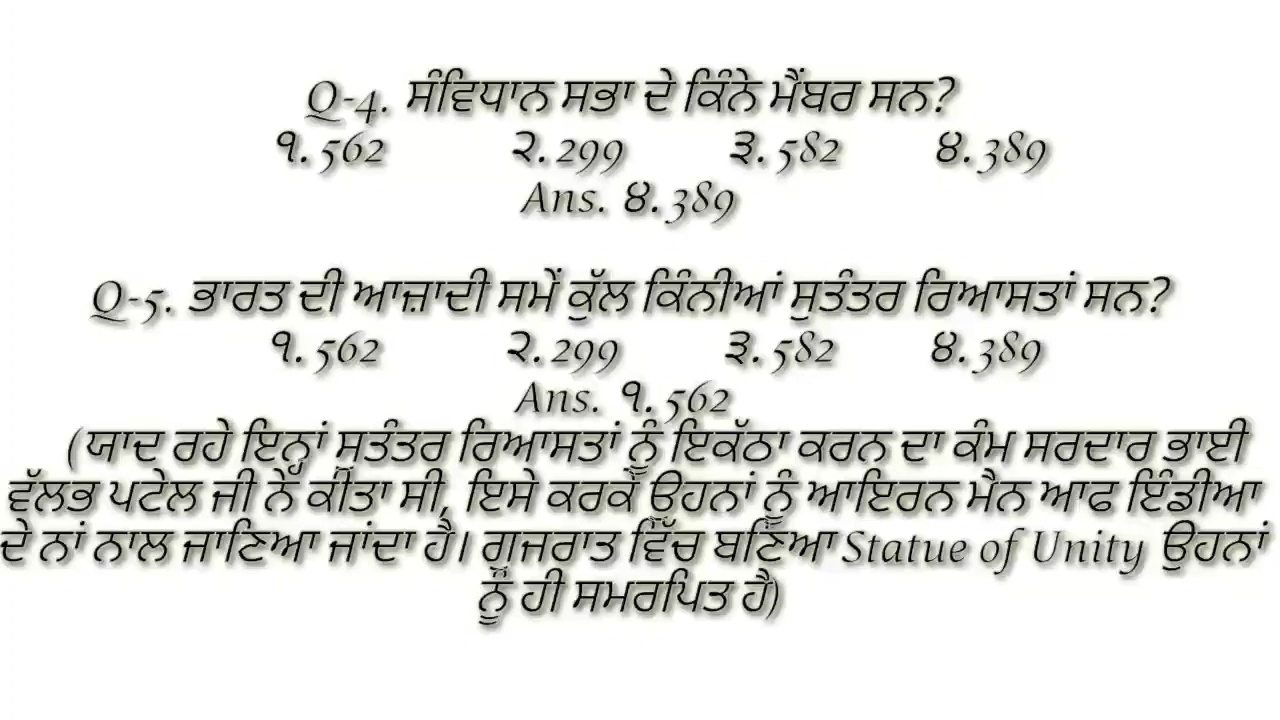 Q-4. ਸੰਵਿਧਾਨ ਸਭਾ ਦੇ ਕਿੰਨੇ ਮੈਂਬਰ ਸਨ?
੧. 562 ੨. 299 ੩. 582 ੪. 389
Ans. ੪. 389
Q-5. ਭਾਰਤ ਦੀ ਆਜ਼ਾਦੀ ਸਮੇਂ ਕੁੱਲ ਕਿੰਨੀਆਂ ਸੁਤੰਤਰ ਰਿਆਸਤਾਂ ਸਨ?
੧. 562 ੨. 299 ੩. 582 ੪. 389
Ans. ੧. 562
(ਯਾਦ ਰਹੇ ਇਨ੍ਹਾਂ ਸੁਤੰਤਰ ਰਿਆਸਤਾਂ ਨੂੰ ਇਕੱਠਾ ਕਰਨ ਦਾ ਕੰਮ ਸਰਦਾਰ ਭਾਈ
ਵੱਲਭ ਪਟੇਲ ਜੀ ਨੇ ਕੀਤਾ ਸੀ, ਇਸੇ ਕਰਕੇ ਉਹਨਾਂ ਨੂੰ ਆਇਰਨ ਮੈਨ ਆਫ ਇੰਡੀਆ
ਦੇ ਨਾਂ ਨਾਲ ਜਾਣਿਆ ਜਾਂਦਾ ਹੈ। ਗੁਜਰਾਤ ਵਿੱਚ ਬਣਿਆ Statue of Unity ਉਹਨਾਂ
ਨੂੰ ਹੀ ਸਮਰਪਿਤ ਹੈ)